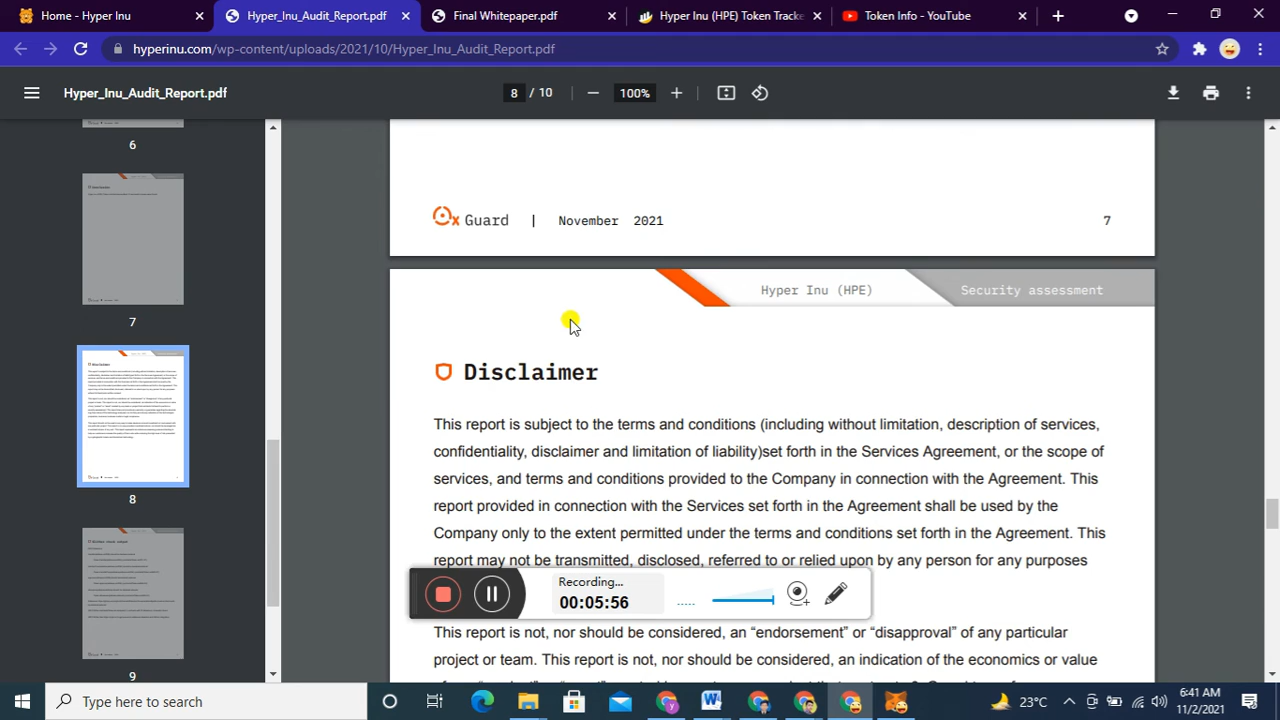 Home - Hyper Inu
Hyper_Inu_Audit_Report.pdf
Final Whitepaper.pdf
Hyper Inu (HPE) Token Tracke
Token Info - YouTube
hyperinu.com/wp-content/uploads/2021/10/Hyper_Inu_Audit_Report.pdf
Hyper_Inu_Audit_Report.pdf
8 / 10
100%
6
7
8
9
Guard | November 2021
7
Hyper Inu (HPE)
Security assessment
Disclaimer
This report is subject to the terms and conditions (including without limitation, description of services,
confidentiality, disclaimer and limitation of liability)set forth in the Services Agreement, or the scope of
services, and terms and conditions provided to the Company in connection with the Agreement. This
report provided in connection with the Services set forth in the Agreement shall be used by the
Company only to the extent permitted under the terms and conditions set forth in the Agreement. This
report may not be transmitted, disclosed, referred to or relied upon by any person for any purposes
Recording...
00:05:56
This report is not, nor should be considered, an “endorsement” or “disapproval” of any particular
project or team. This report is not, nor should be considered, an indication of the economics or value
Type here to search
23°C
6:41 AM
11/2/2021